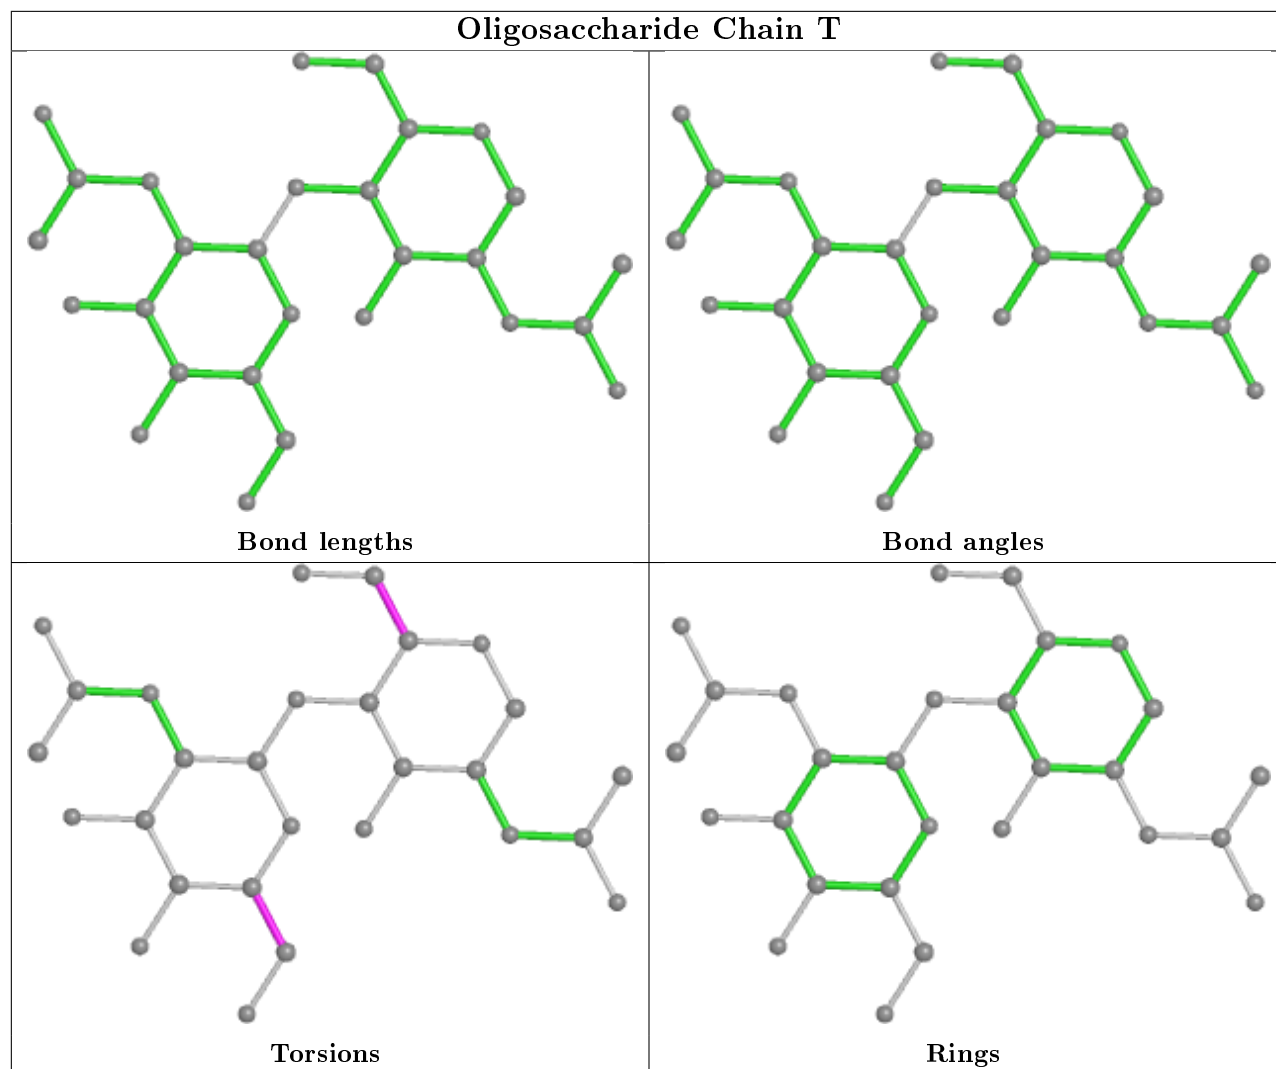 Oligosaccharide Chain T
Bond lengths
Bond angles
Torsions
Rings